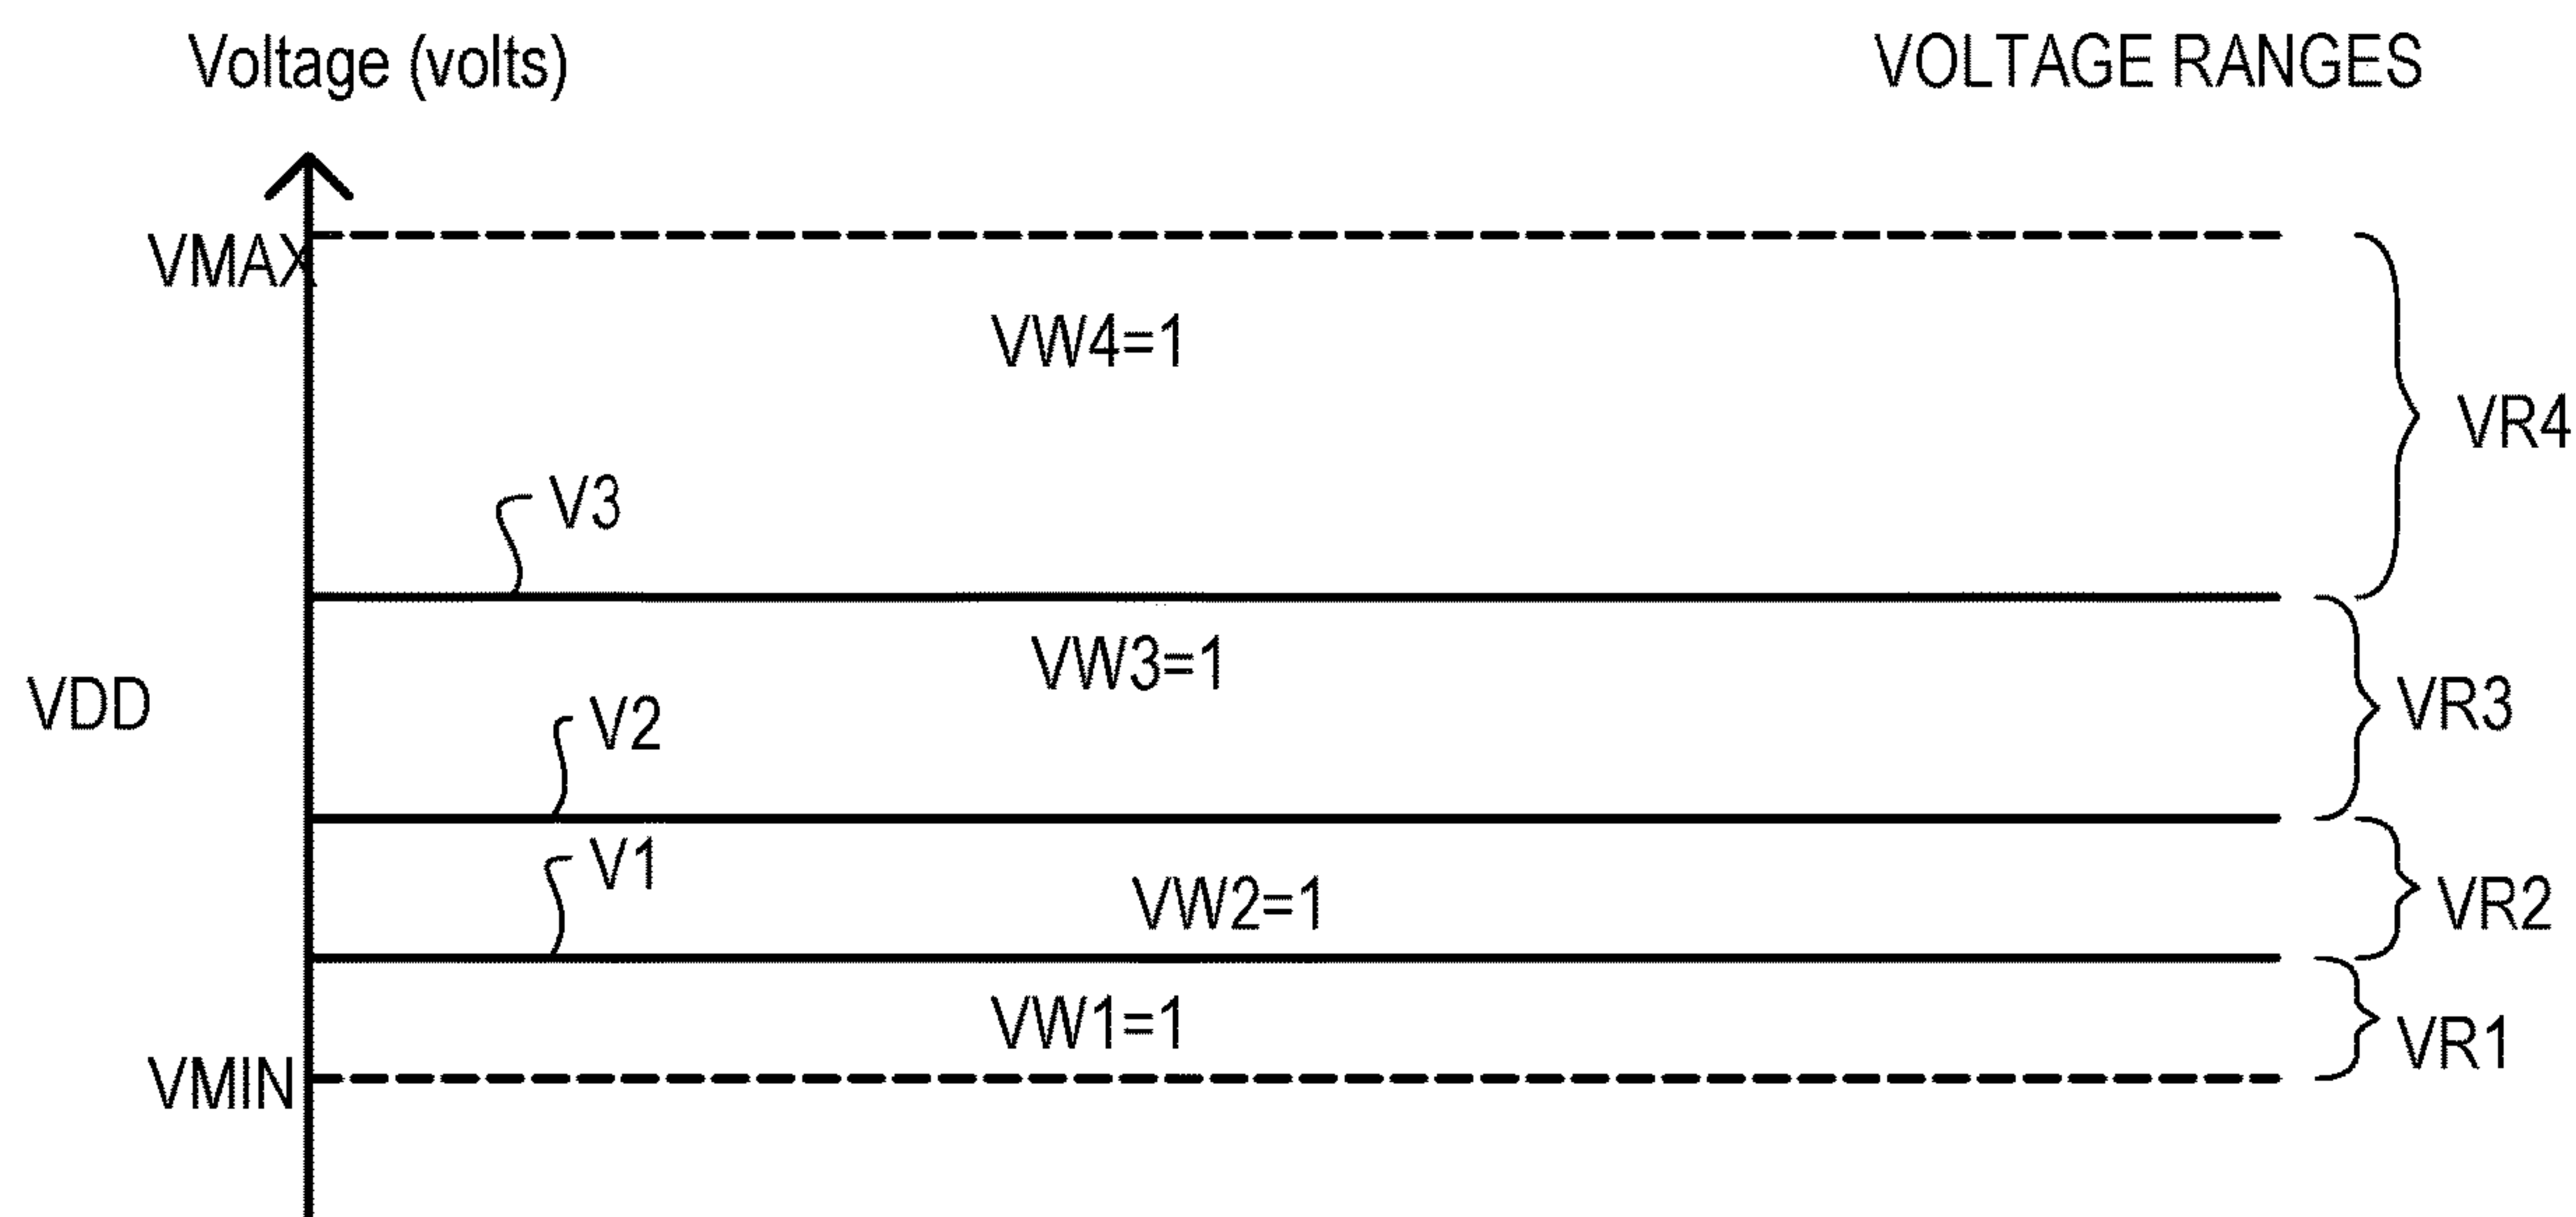 Voltage (volts)
VOLTAGE RANGES
VMAX
VW4=1
VR4
V3
VW3=1
VDD
V2
VR3
V1
VW2=1
VR2
VW1=1
VR1
VMIN